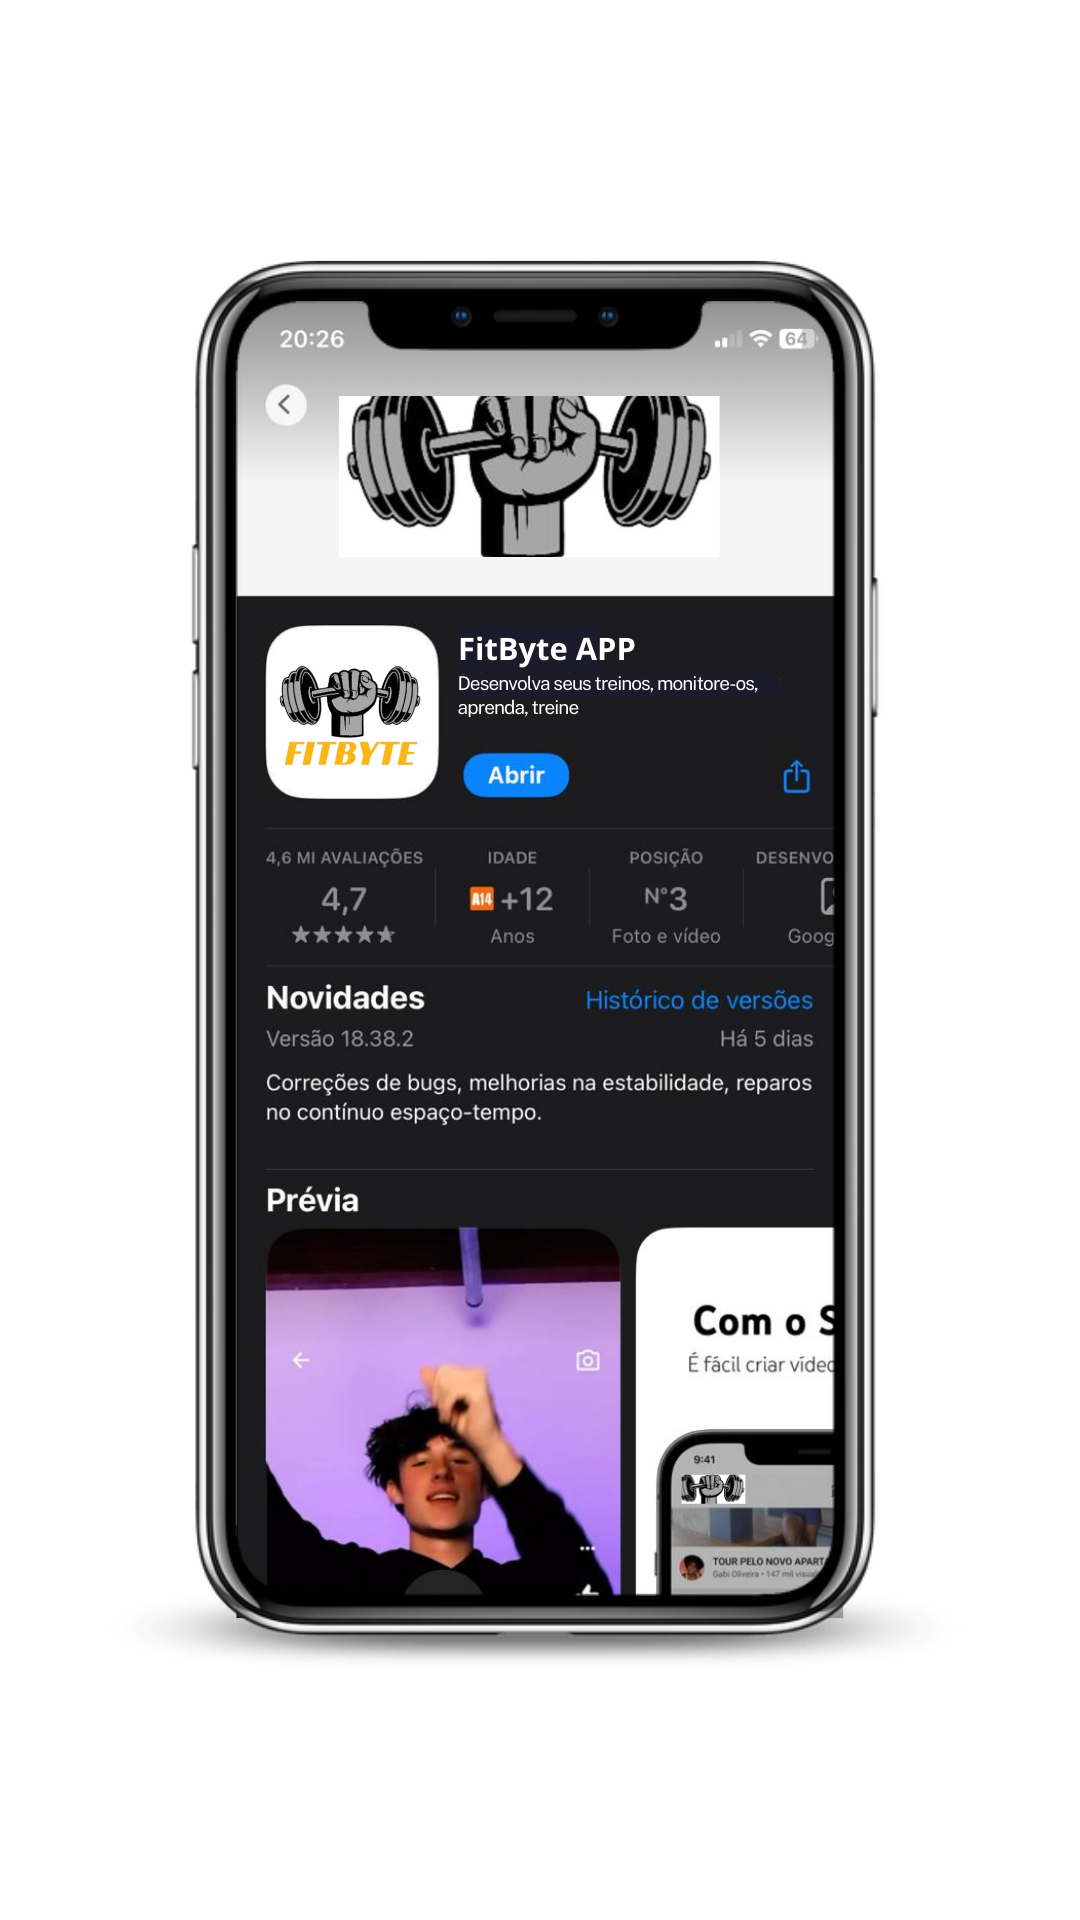 20:26
64
FitByte APP
Desenvolva seus treinos, monitore-os,
aprenda, treine
FITBYTE
Abrir
4,6 MI AVALIAÇÕES
4,7
IDADE
A14 +12
Anos
POSIÇÃO
N°3
Foto e vídeo
DESENVO
Goog
Novidades
Histórico de versões
Versão 18.38.2
Há 5 dias
Correções de bugs, melhorias na estabilidade, reparos
no contínuo espaço-tempo.
Prévia
Com o S
É fácil criar vídeo
9:41
TOUR PELO NOVO APART
Gabi Oliveira • 147 mil visual